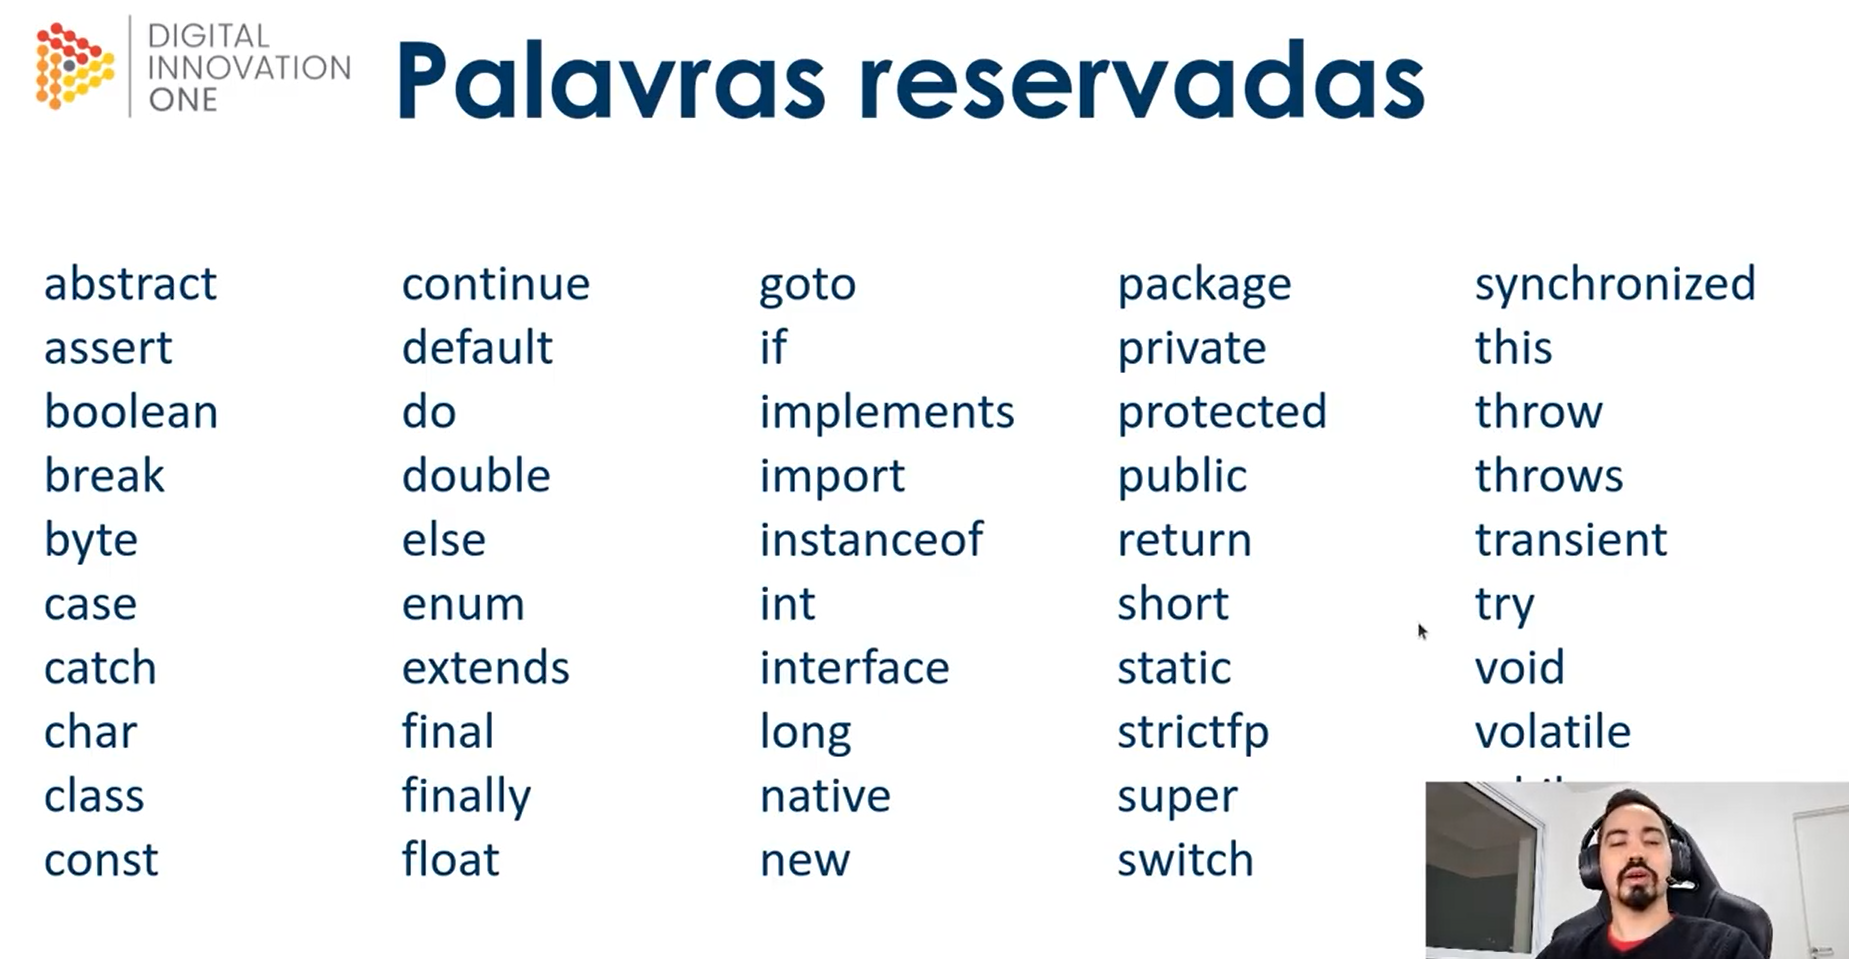 DIGITAL
INNOVATION
ONE
Palavras reservadas
abstract
assert
boolean
break
byte
case
catch
char
class
const
continue
default
do
double
else
enum
extends
final
finally
float
goto
if
implements
import
instanceof
int
interface
long
native
new
package
private
protected
public
return
short
static
strictfp
super
switch
synchronized
this
throw
throws
transient
try
void
volatile